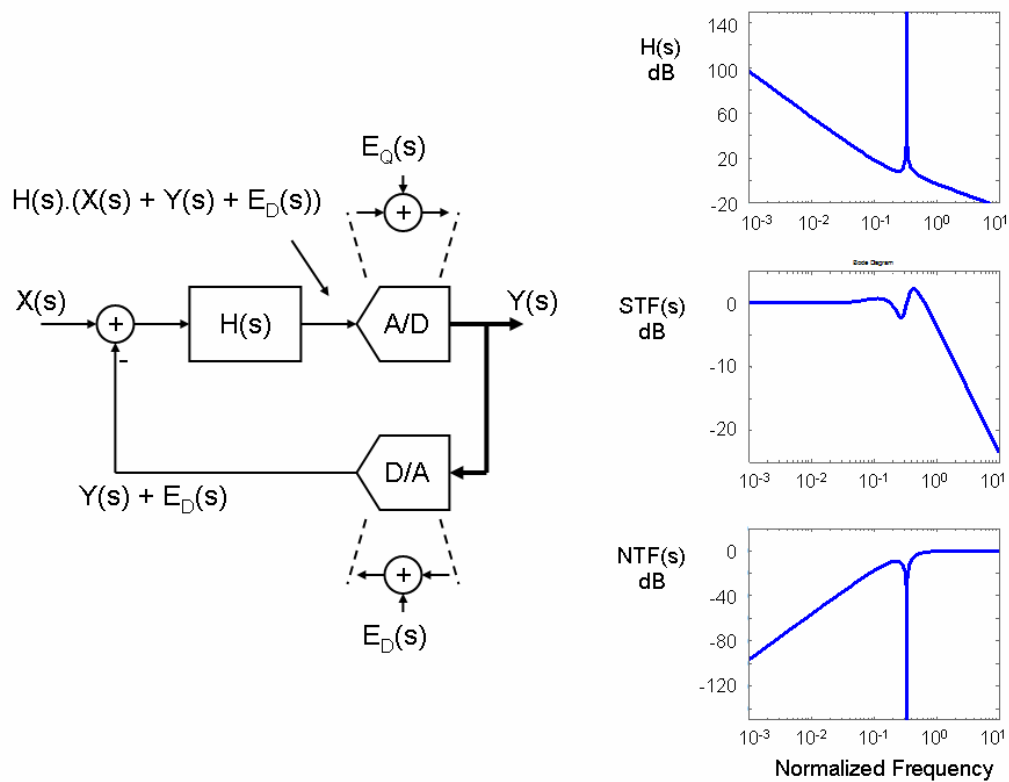 E_Q(s)
H(s).(X(s) + Y(s) + E_D(s))
+
X(s)
+
-
H(s)
A/D
Y(s)
D/A
Y(s) + E_D(s)
+
E_D(s)
H(s)
dB
140
100
60
20
-20
10^-3 10^-2 10^-1 10^0 10^1
Bode Diagram
STF(s)
dB
0
-10
-20
10^-3 10^-2 10^-1 10^0 10^1
NTF(s)
dB
0
-40
-80
-120
10^-3 10^-2 10^-1 10^0 10^1
Normalized Frequency